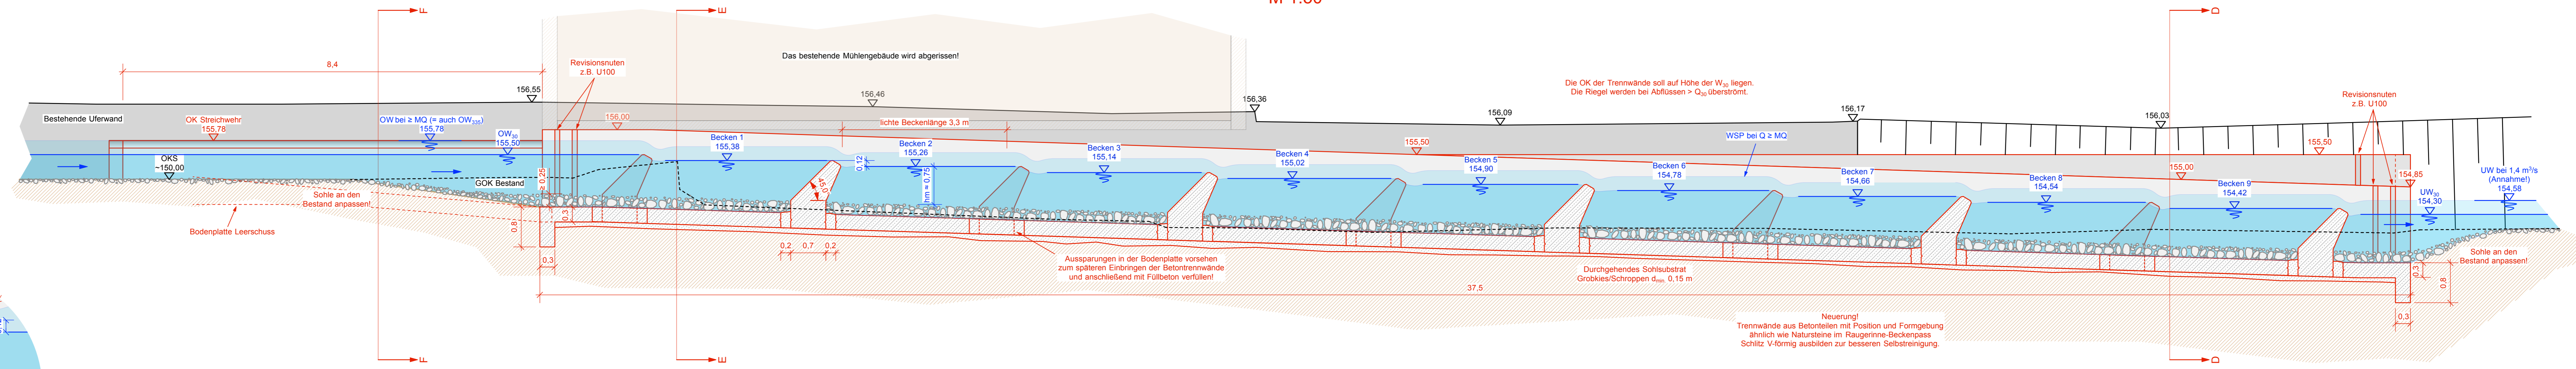 M 1:50
F
E
D
Das bestehende Mühlengebäude wird abgerissen!
8,4
Revisionsnuten
z.B. U100
156,55
156,46
156,36
156,09
156,17
156,03
Die OK der Trennwände soll auf Höhe der W30 liegen.
Die Riegel werden bei Abflüssen > Q30 überströmt.
Revisionsnuten
z.B. U100
Bestehende Uferwand
OK Streichwehr
155,78
OW bei ≥ MQ (= auch OW335)
155,78
OW30
155,50
156,00
lichte Beckenlänge 3,3 m
Becken 1
155,38
Becken 2
155,26
Becken 3
155,14
Becken 4
155,02
155,50
Becken 5
154,90
Becken 6
154,78
WSP bei Q ≥ MQ
Becken 7
154,66
Becken 8
154,54
Becken 9
154,42
155,00
155,50
154,85
UW30
154,30
UW bei 1,4 m³/s
(Annahme!)
154,58
OKS
~150,00
GOK Bestand
≥ 0,25
0,12
hm = 0,75
45,0°
Sohle an den
Bestand anpassen!
Bodenplatte Leerschuss
0,8
0,3
0,3
0,2
0,7
0,2
Aussparungen in der Bodenplatte vorsehen
zum späteren Einbringen der Betontrennwände
und anschließend mit Füllbeton verfüllen!
Durchgehendes Sohlsubstrat
Grobkies/Schroppen dmin 0,15 m
37,5
Sohle an den
Bestand anpassen!
0,3
0,8
0,3
Neuerung!
Trennwände aus Betonteilen mit Position und Formgebung
ähnlich wie Natursteine im Raugerinne-Beckenpass
Schlitz V-förmig ausbilden zur besseren Selbstreinigung.
F
E
D